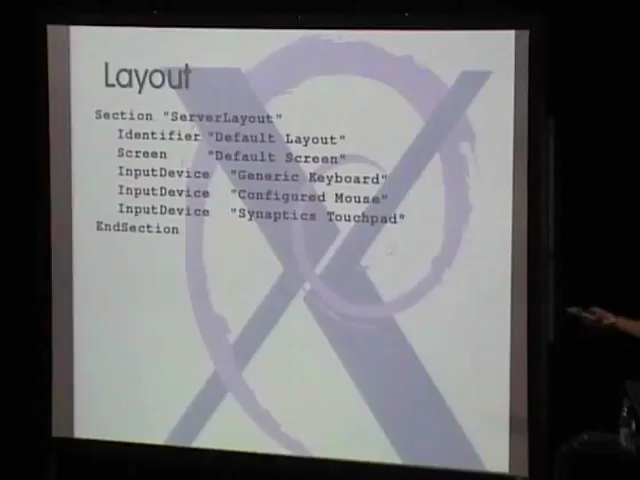 Layout
Section "ServerLayout"
Identifier "Default Layout"
Screen "Default Screen"
InputDevice "Generic Keyboard"
InputDevice "Configured Mouse"
InputDevice "Synaptics Touchpad"
EndSection